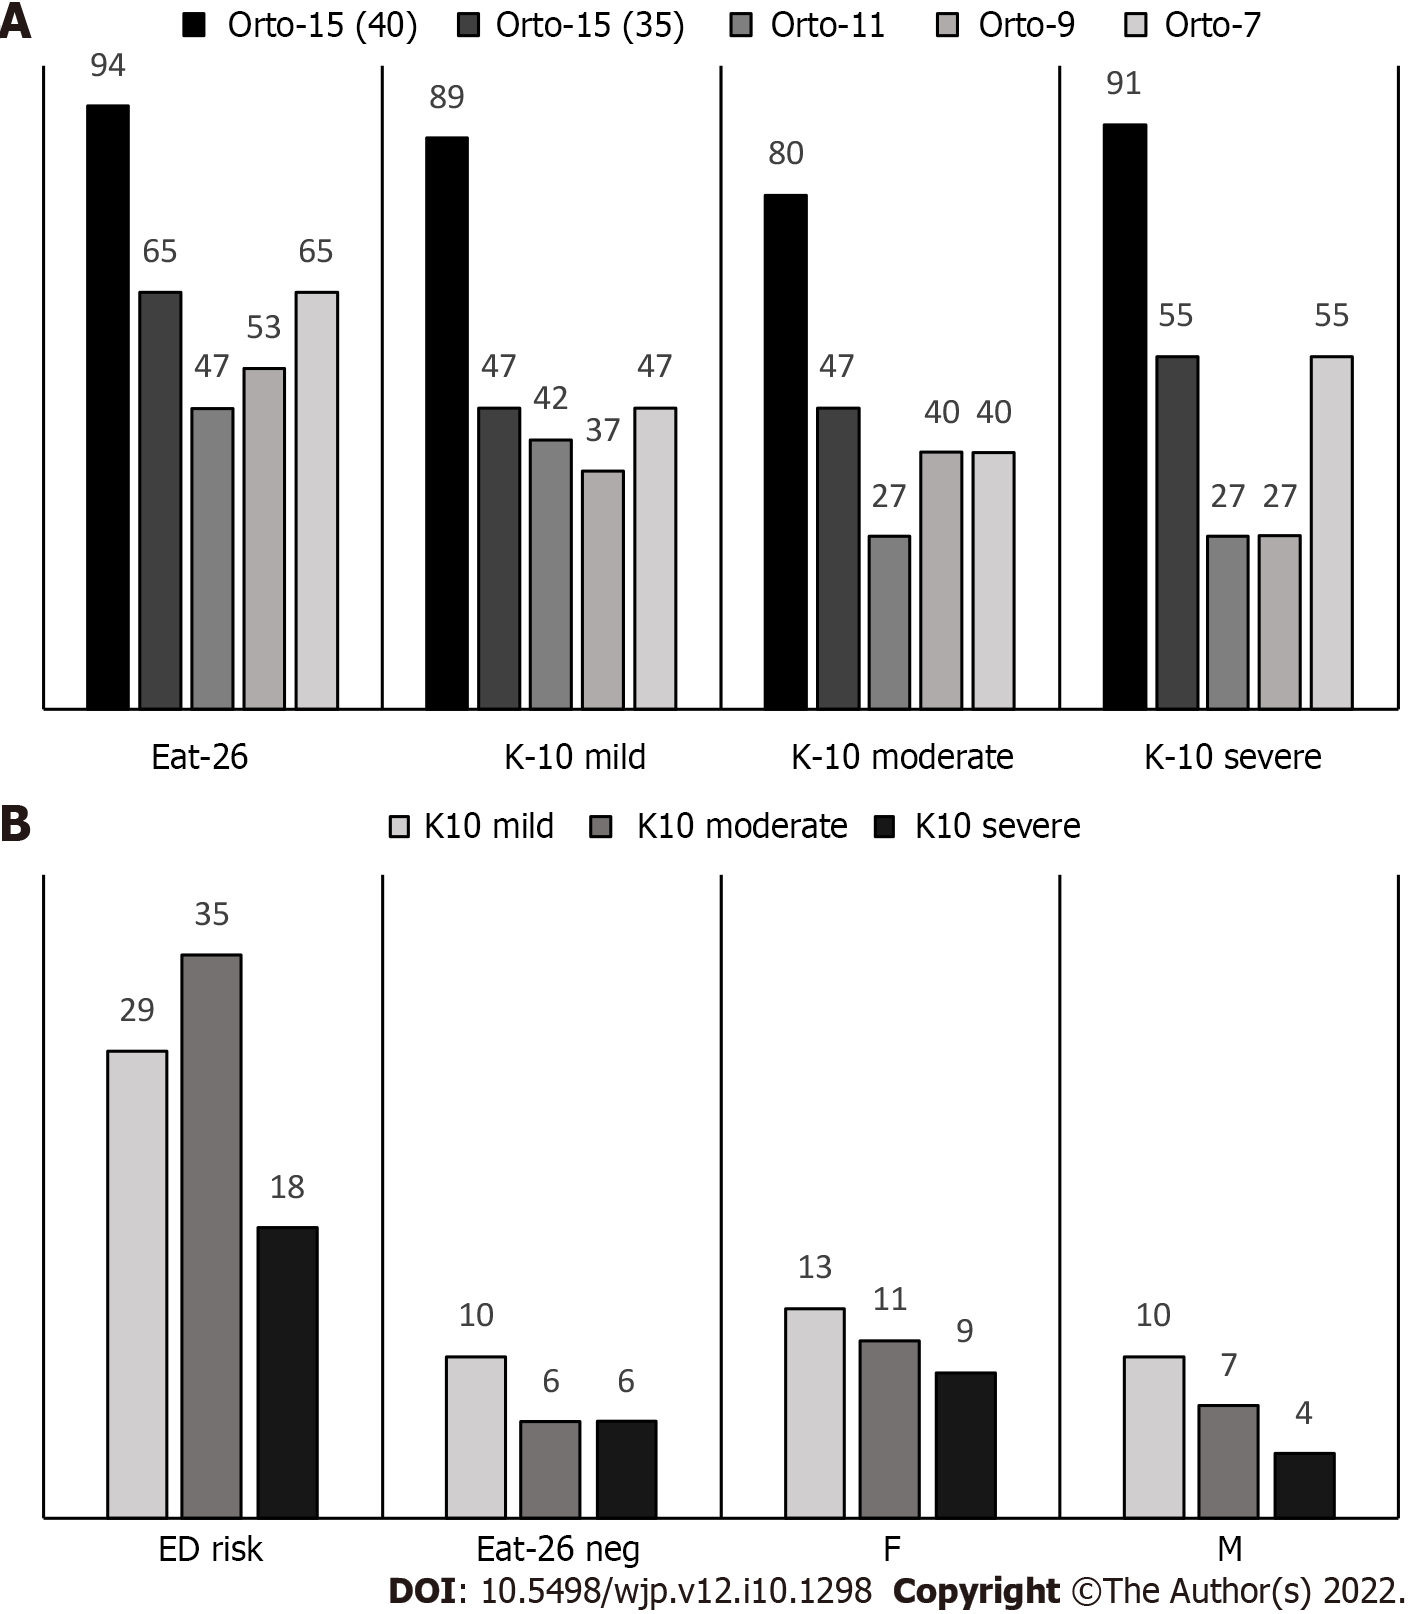 A
Orto-15 (40) Orto-15 (35) Orto-11 Orto-9 Orto-7
94 65 47 53 65
89 47 42 37 47
80 47 27 40 40
91 55 27 27 55
Eat-26 K-10 mild K-10 moderate K-10 severe
B
K10 mild K10 moderate K10 severe
29 35 18
10 6 6
13 11 9
10 7 4
ED risk Eat-26 neg F M
DOI: 10.5498/wjp.v12.i10.1298 Copyright ©The Author(s) 2022.